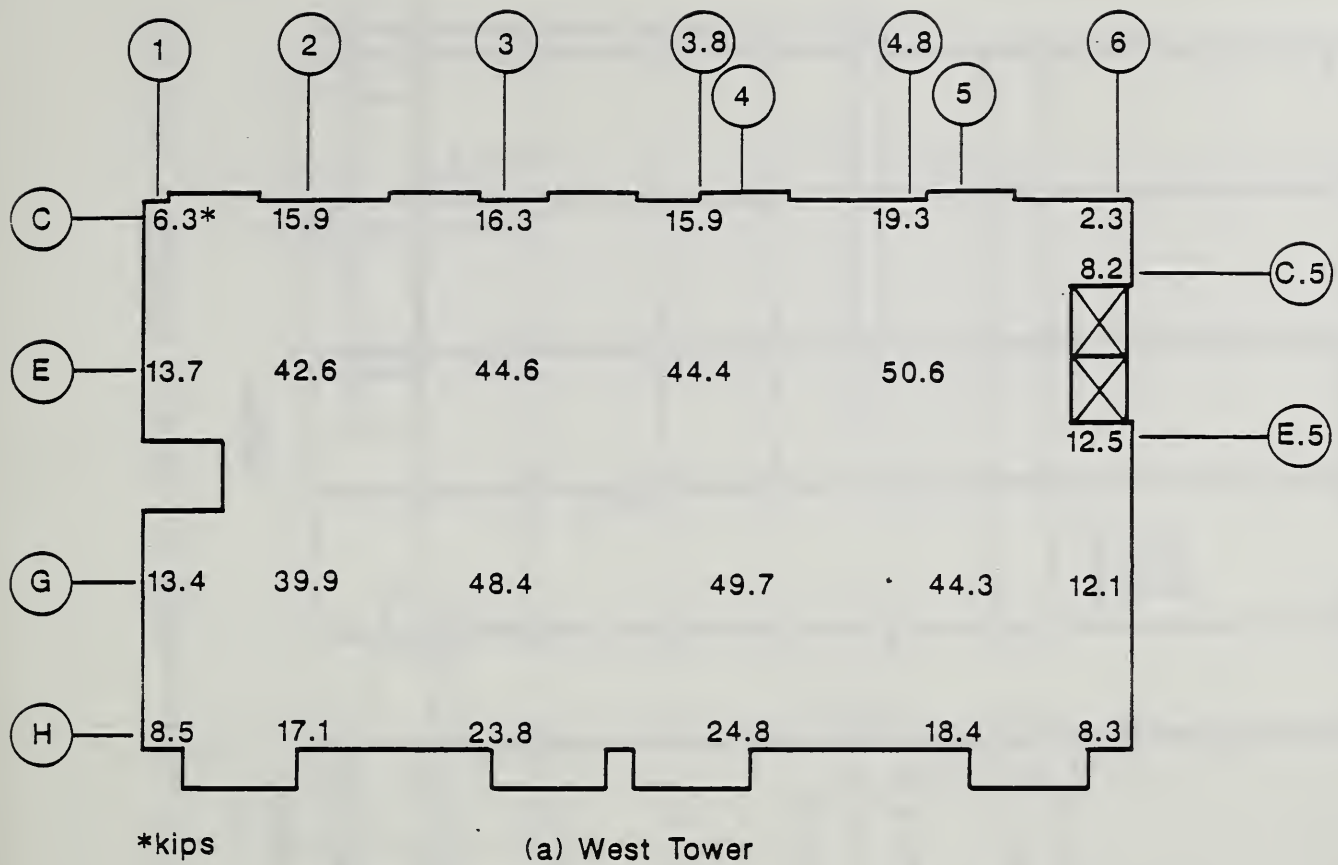 1 2 3 3.8 4.8 6
4 5
C 6.3* 15.9 16.3 15.9 19.3 2.3
8.2 C.5
E 13.7 42.6 44.6 44.4 50.6
12.5 E.5
G 13.4 39.9 48.4 49.7 44.3 12.1
H 8.5 17.1 23.8 24.8 18.4 8.3
*kips (a) West Tower